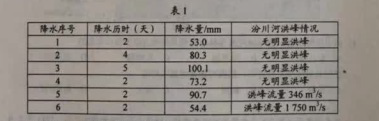 表1
降水序号 降水历时(天) 降水量/mm 汾川河洪峰情况
1 2 53.0 无明显洪峰
2 4 80.3 无明显洪峰
3 5 100.1 无明显洪峰
4 2 73.2 无明显洪峰
5 2 90.7 洪峰流量 346 m³/s
6 2 54.4 洪峰流量 1 750 m³/s